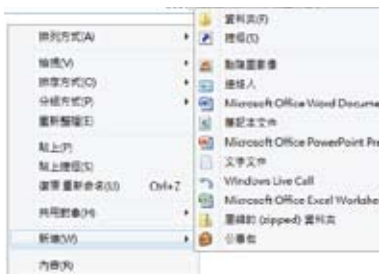 排列方式(A)
檢視(V)
排序方式(O)
分組方式(P)
重新整理(E)
貼上(P)
貼上捷徑(S)
復原 重新命名(U) Ctrl+Z
共用對象(H)
新增(W)
內容(R)
資料夾(F)
捷徑(S)
點陣圖影像
連絡人
Microsoft Office Word Docume
筆記本文件
Microsoft Office PowerPoint Pre
文字文件
Windows Live Call
Microsoft Office Excel Workshe
壓縮的 (zipped) 資料夾
公事包